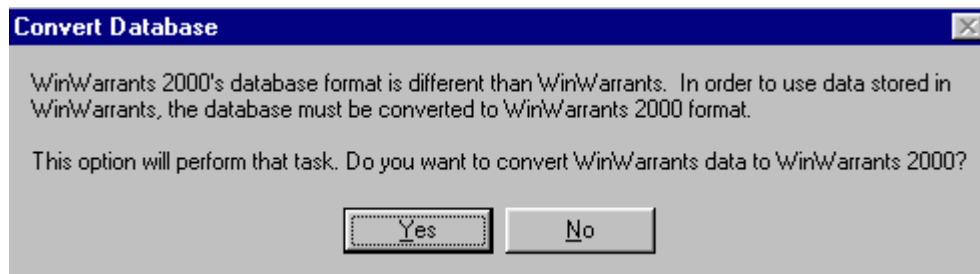 Convert Database
WinWarrants 2000's database format is different than WinWarrants.  In order to use data stored in
WinWarrants, the database must be converted to WinWarrants 2000 format.
This option will perform that task. Do you want to convert WinWarrants data to WinWarrants 2000?
Yes
No